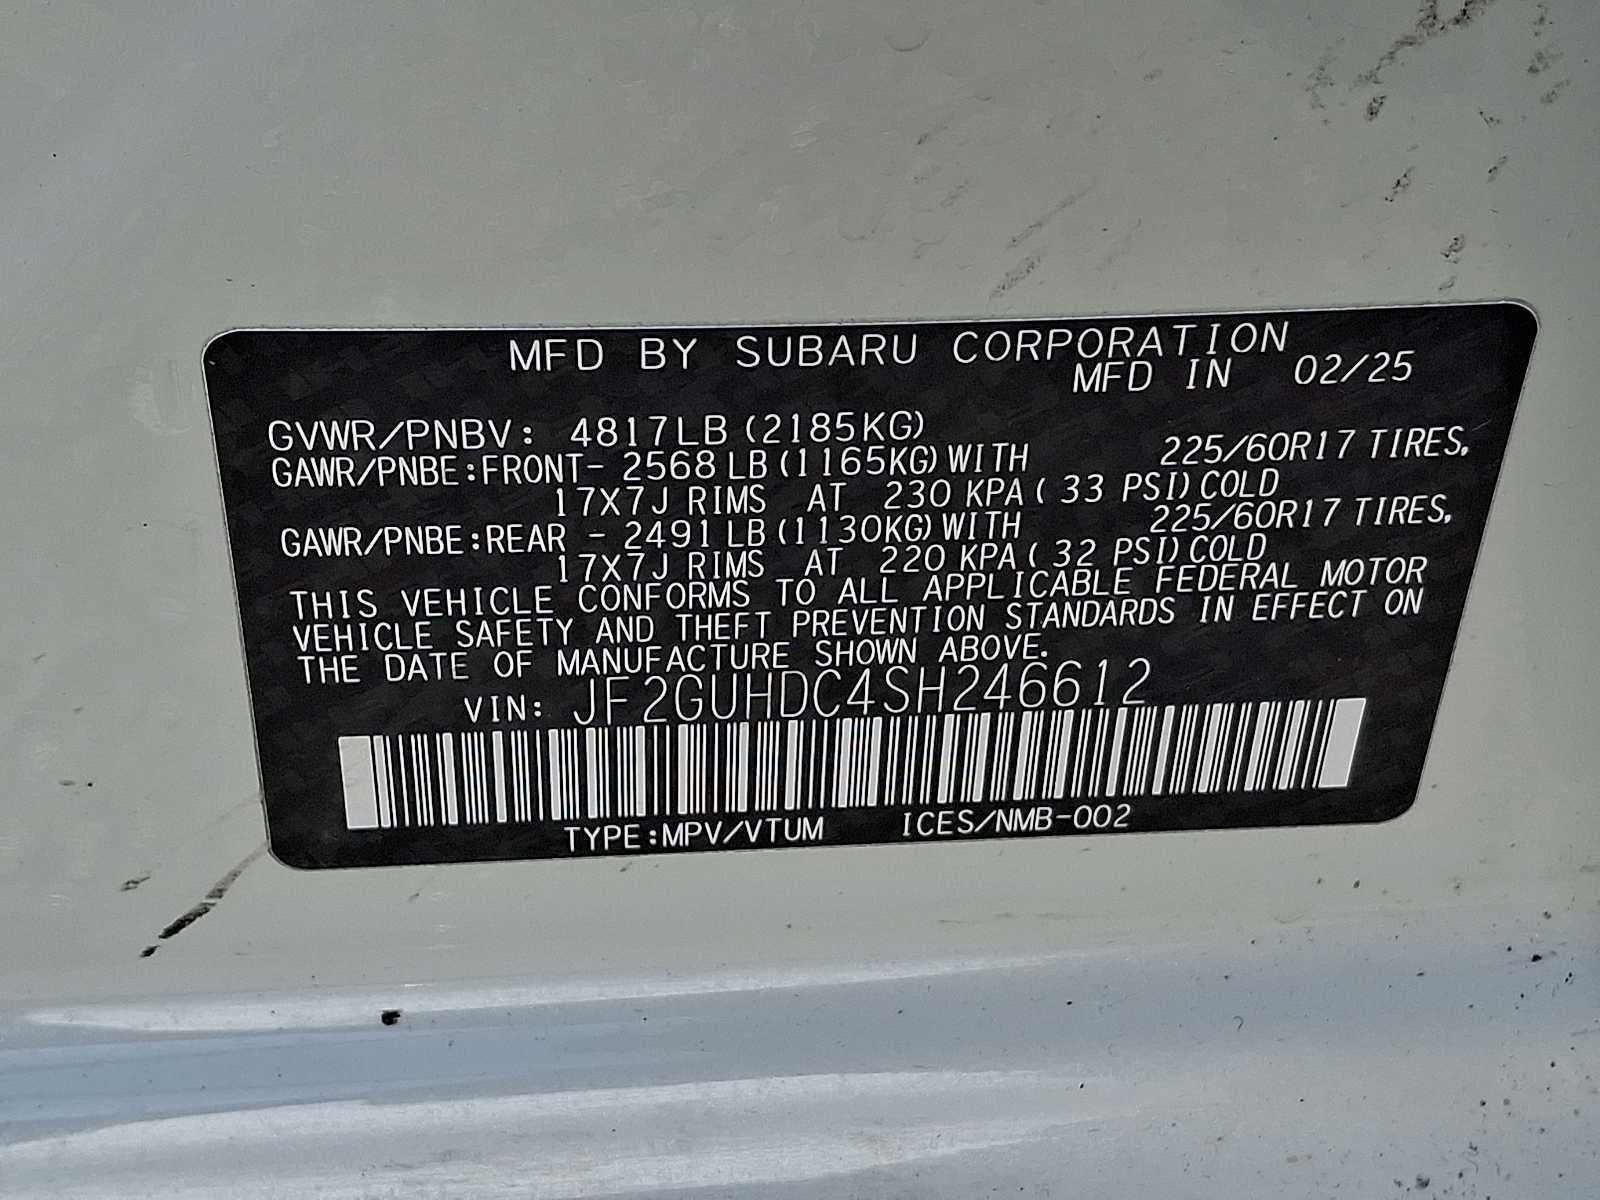 MFD BY SUBARU CORPORATION
MFD IN 02/25
GVWR/PNBV: 4817LB (2185KG)
GAWR/PNBE:FRONT- 2568 LB (1165KG) WITH 225/60R17 TIRES,
17X7J RIMS AT 230 KPA ( 33 PSI) COLD
GAWR/PNBE:REAR - 2491 LB (1130KG) WITH 225/60R17 TIRES,
17X7J RIMS AT 220 KPA ( 32 PSI) COLD
THIS VEHICLE CONFORMS TO ALL APPLICABLE FEDERAL MOTOR
VEHICLE SAFETY AND THEFT PREVENTION STANDARDS IN EFFECT ON
THE DATE OF MANUFACTURE SHOWN ABOVE.
VIN: JF2GUHDC4SH246612
TYPE:MPV/VTUM ICES/NMB-002